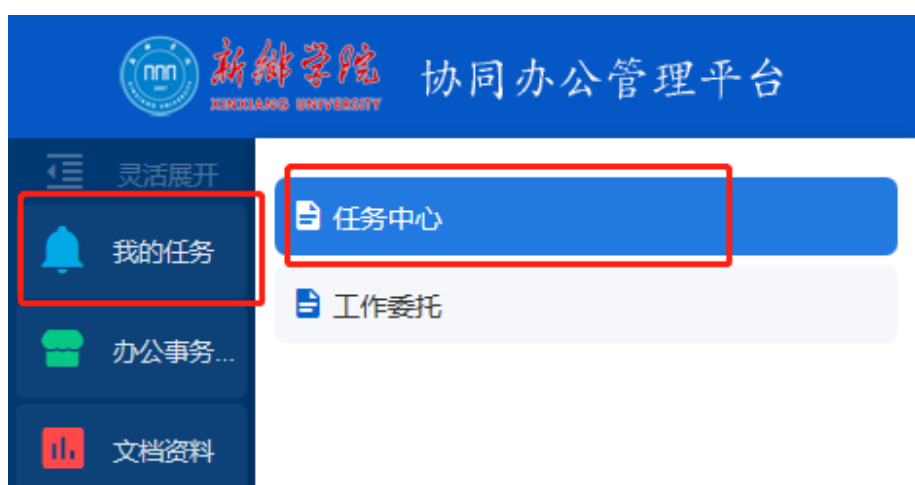 新鄉学院
XINXIANG UNIVERSITY
协同办公管理平台
灵活展开
我的任务
办公事务...
文档资料
任务中心
工作委托